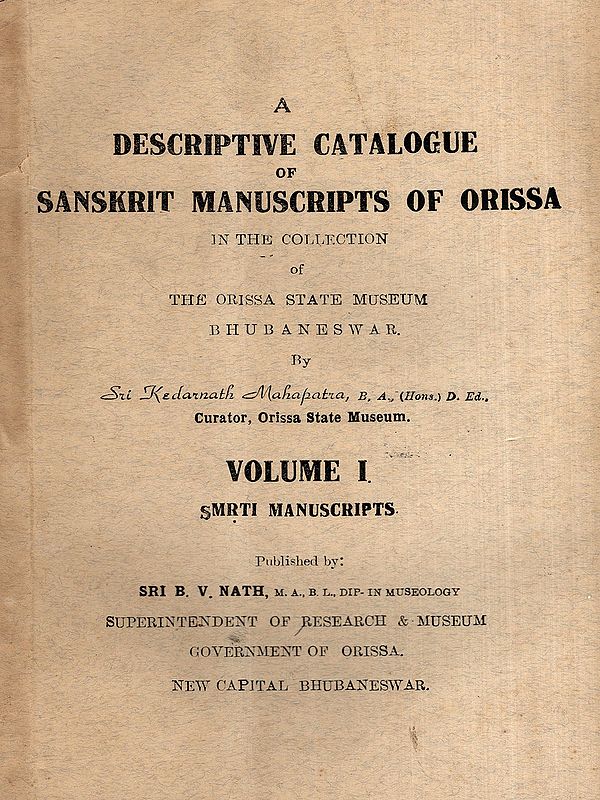 A
DESCRIPTIVE CATALOGUE
OF
SANSKRIT MANUSCRIPTS OF ORISSA
IN THE COLLECTION
of
THE ORISSA STATE MUSEUM
BHUBANESWAR.
By
Sri Kedarnath Mahapatra, B. A., (Hons.) D. Ed.,
Curator, Orissa State Museum.
VOLUME I.
SMṚTI MANUSCRIPTS.
Published by:
SRI B. V. NATH, M. A., B. L., DIP- IN MUSEOLOGY
SUPERINTENDENT OF RESEARCH & MUSEUM
GOVERNMENT OF ORISSA.
NEW CAPITAL BHUBANESWAR.